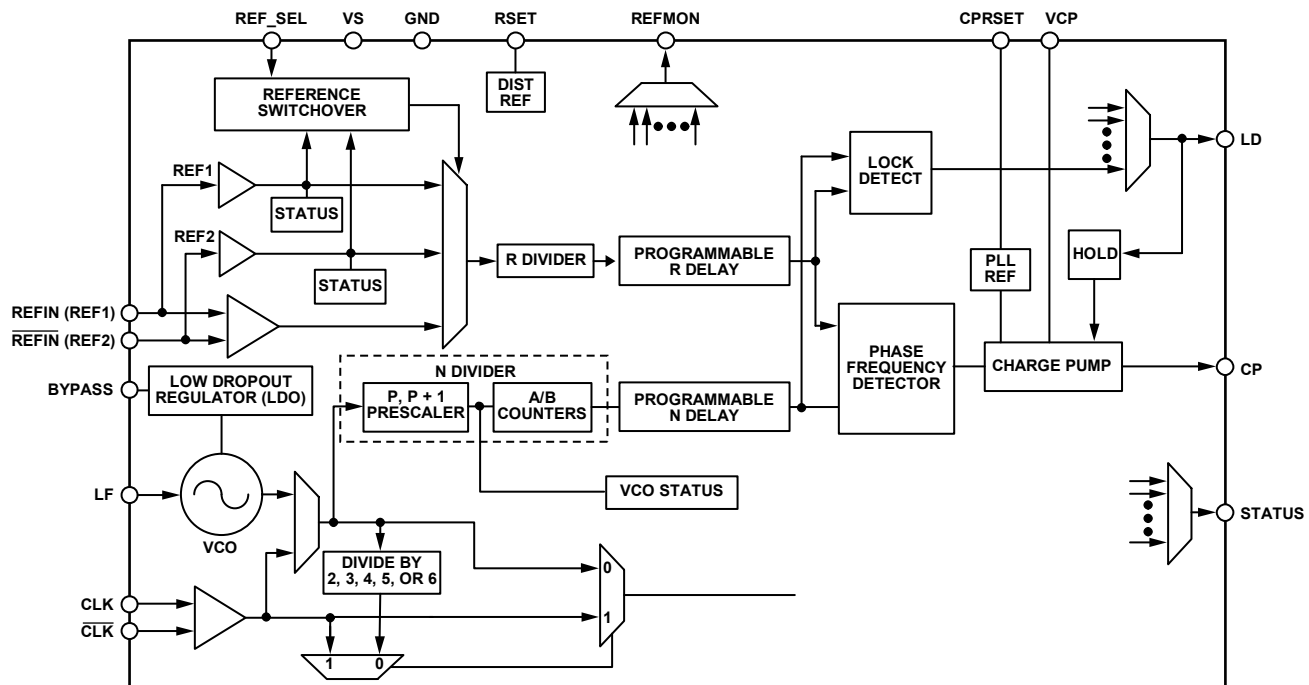 REF_SEL VS GND RSET REFMON CPRSET VCP
DIST
REF
REFERENCE
SWITCHOVER
LD
LOCK
DETECT
REF1
STATUS
REF2
STATUS
R DIVIDER
PROGRAMMABLE
R DELAY
PLL
REF
HOLD
REFIN (REF1)
REFIN (REF2)
BYPASS
LOW DROPOUT
REGULATOR (LDO)
N DIVIDER
P, P + 1
PRESCALER
A/B
COUNTERS
PROGRAMMABLE
N DELAY
PHASE
FREQUENCY
DETECTOR
CHARGE PUMP
CP
LF
VCO
VCO STATUS
STATUS
DIVIDE BY
2, 3, 4, 5, OR 6
0
1
CLK
CLK
1 0